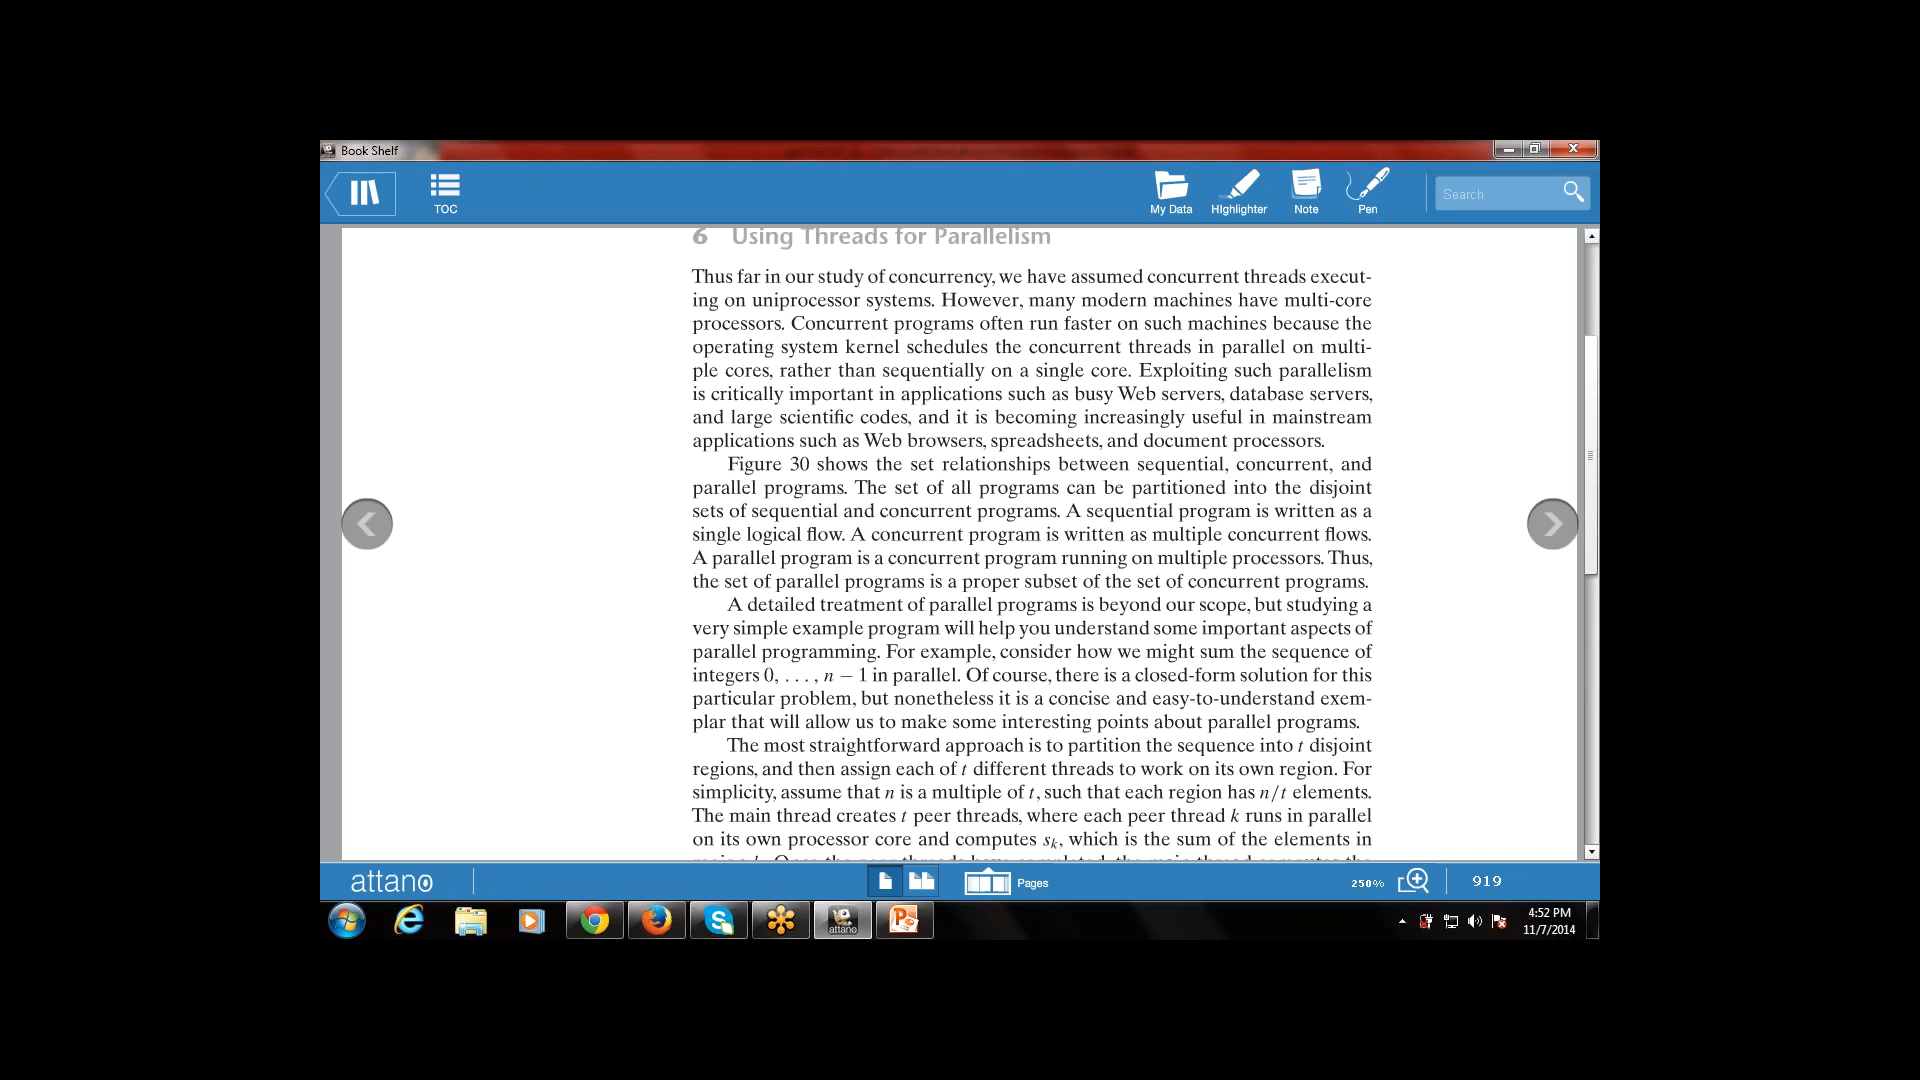 Book Shelf
TOC
My Data
HIghlighter
Note
Pen
Search
6 Using Threads for Parallelism
Thus far in our study of concurrency, we have assumed concurrent threads execut-
ing on uniprocessor systems. However, many modern machines have multi-core
processors. Concurrent programs often run faster on such machines because the
operating system kernel schedules the concurrent threads in parallel on multi-
ple cores, rather than sequentially on a single core. Exploiting such parallelism
is critically important in applications such as busy Web servers, database servers,
and large scientific codes, and it is becoming increasingly useful in mainstream
applications such as Web browsers, spreadsheets, and document processors.
Figure 30 shows the set relationships between sequential, concurrent, and
parallel programs. The set of all programs can be partitioned into the disjoint
sets of sequential and concurrent programs. A sequential program is written as a
single logical flow. A concurrent program is written as multiple concurrent flows.
A parallel program is a concurrent program running on multiple processors. Thus,
the set of parallel programs is a proper subset of the set of concurrent programs.
A detailed treatment of parallel programs is beyond our scope, but studying a
very simple example program will help you understand some important aspects of
parallel programming. For example, consider how we might sum the sequence of
integers 0, . . . , n − 1 in parallel. Of course, there is a closed-form solution for this
particular problem, but nonetheless it is a concise and easy-to-understand exem-
plar that will allow us to make some interesting points about parallel programs.
The most straightforward approach is to partition the sequence into t disjoint
regions, and then assign each of t different threads to work on its own region. For
simplicity, assume that n is a multiple of t, such that each region has n/t elements.
The main thread creates t peer threads, where each peer thread k runs in parallel
on its own processor core and computes sk, which is the sum of the elements in
attano
Pages
250%
919
attano
4:52 PM
11/7/2014